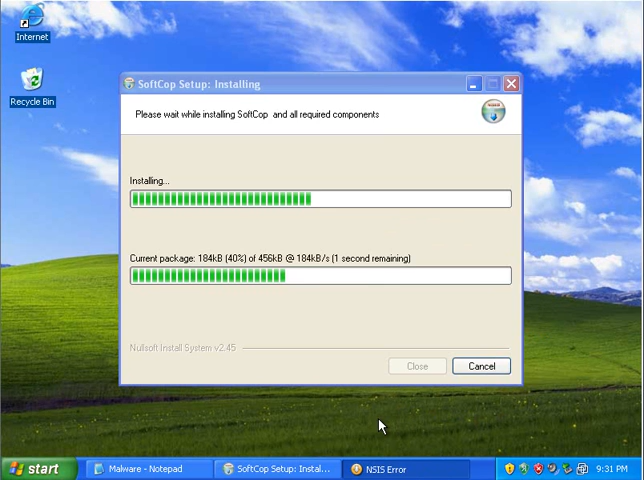 Internet
Recycle Bin
SoftCop Setup: Installing
Please wait while installing SoftCop and all required components
Installing...
Current package: 184kB (40%) of 456kB @ 184kB/s (1 second remaining)
Nullsoft Install System v2.45
Close
Cancel
start
Malware - Notepad
SoftCop Setup: Instal...
NSIS Error
9:31 PM